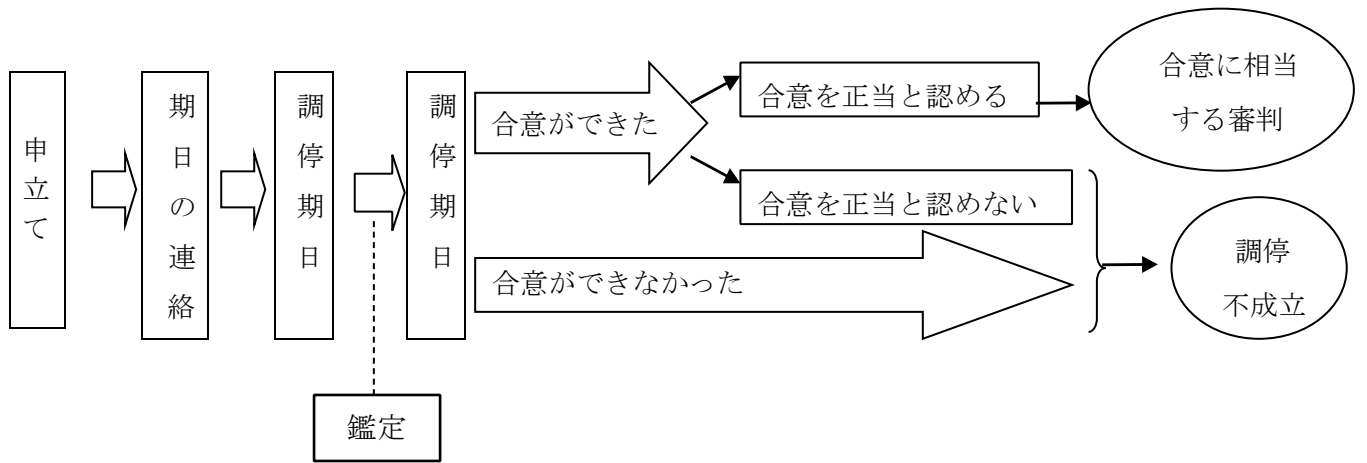 申立て
期日の連絡
調停期日
調停期日
鑑定
合意ができた
合意を正当と認める
合意に相当
する審判
合意を正当と認めない
合意ができなかった
調停
不成立